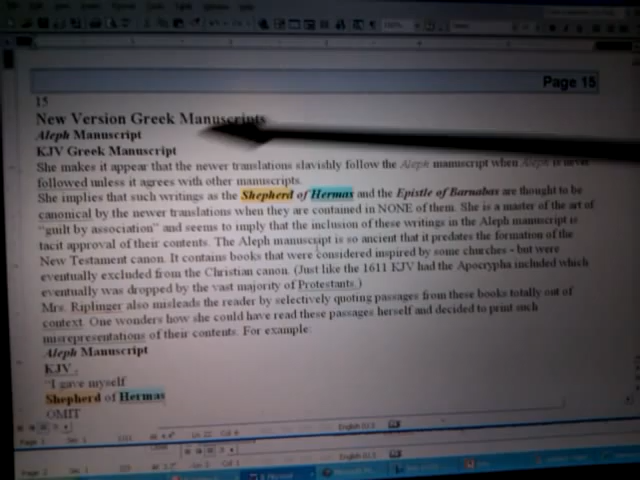 Page 15
15
New Version Greek Manuscripts
Aleph Manuscript
KJV Greek Manuscript
She makes it appear that the newer translations slavishly follow the Aleph manuscript when Aleph is never
followed unless it agrees with other manuscripts.
She implies that such writings as the Shepherd of Hermas and the Epistle of Barnabas are thought to be
canonical by the newer translations when they are contained in NONE of them. She is a master of the art of
“guilt by association” and seems to imply that the inclusion of these writings in the Aleph manuscript is
tacit approval of their contents. The Aleph manuscript is so ancient that it predates the formation of the
New Testament canon. It contains books that were considered inspired by some churches - but were
eventually excluded from the Christian canon. (Just like the 1611 KJV had the Apocrypha included which
eventually was dropped by the vast majority of Protestants.)
Mrs. Riplinger also misleads the reader by selectively quoting passages from these books totally out of
context. One wonders how she could have read these passages herself and decided to print such
misrepresentations of their contents. For example:
Aleph Manuscript
KJV
“I gave myself
Shepherd of Hermas
OMIT
Page 1 Sec 1
English (U.S
Page 2 Sec 1
English (U.S